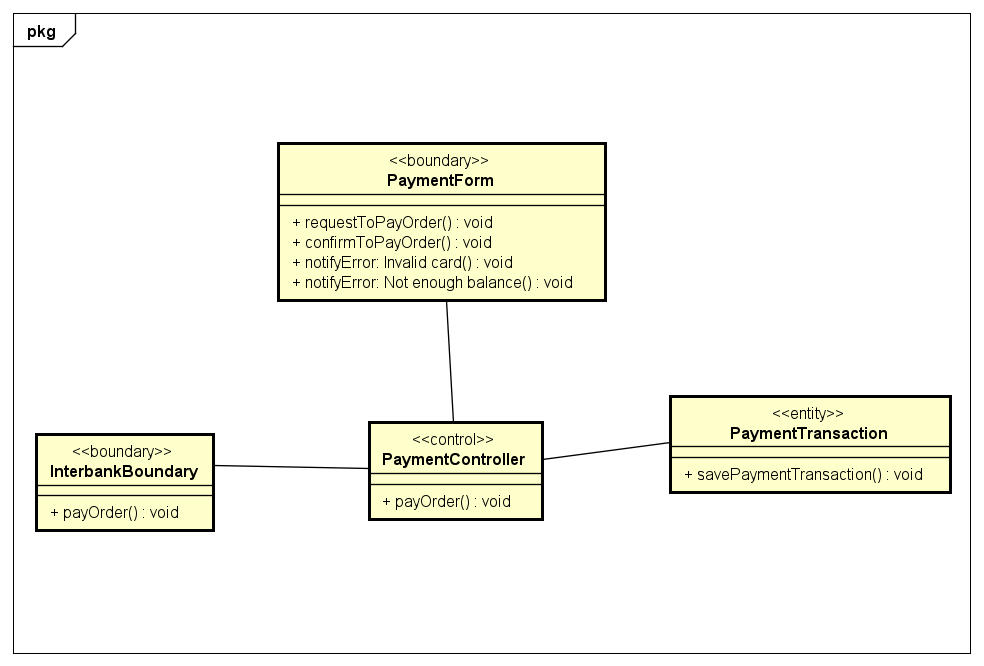 pkg
<<boundary>>
PaymentForm
+ requestToPayOrder() : void
+ confirmToPayOrder() : void
+ notifyError: Invalid card() : void
+ notifyError: Not enough balance() : void
<<boundary>>
InterbankBoundary
+ payOrder() : void
<<control>>
PaymentController
+ payOrder() : void
<<entity>>
PaymentTransaction
+ savePaymentTransaction() : void